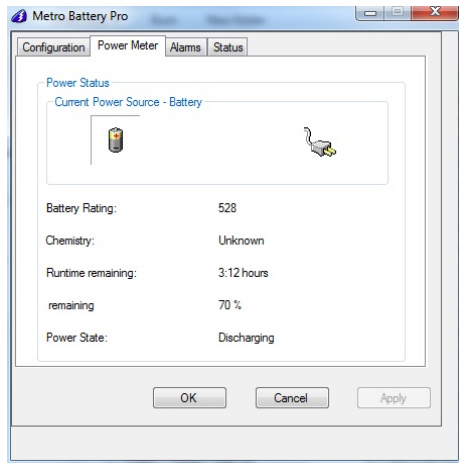 Metro Battery Pro
Configuration Power Meter Alarms Status
Power Status
Current Power Source - Battery
Battery Rating: 528
Chemistry: Unknown
Runtime remaining: 3:12 hours
remaining 70 %
Power State: Discharging
OK Cancel Apply